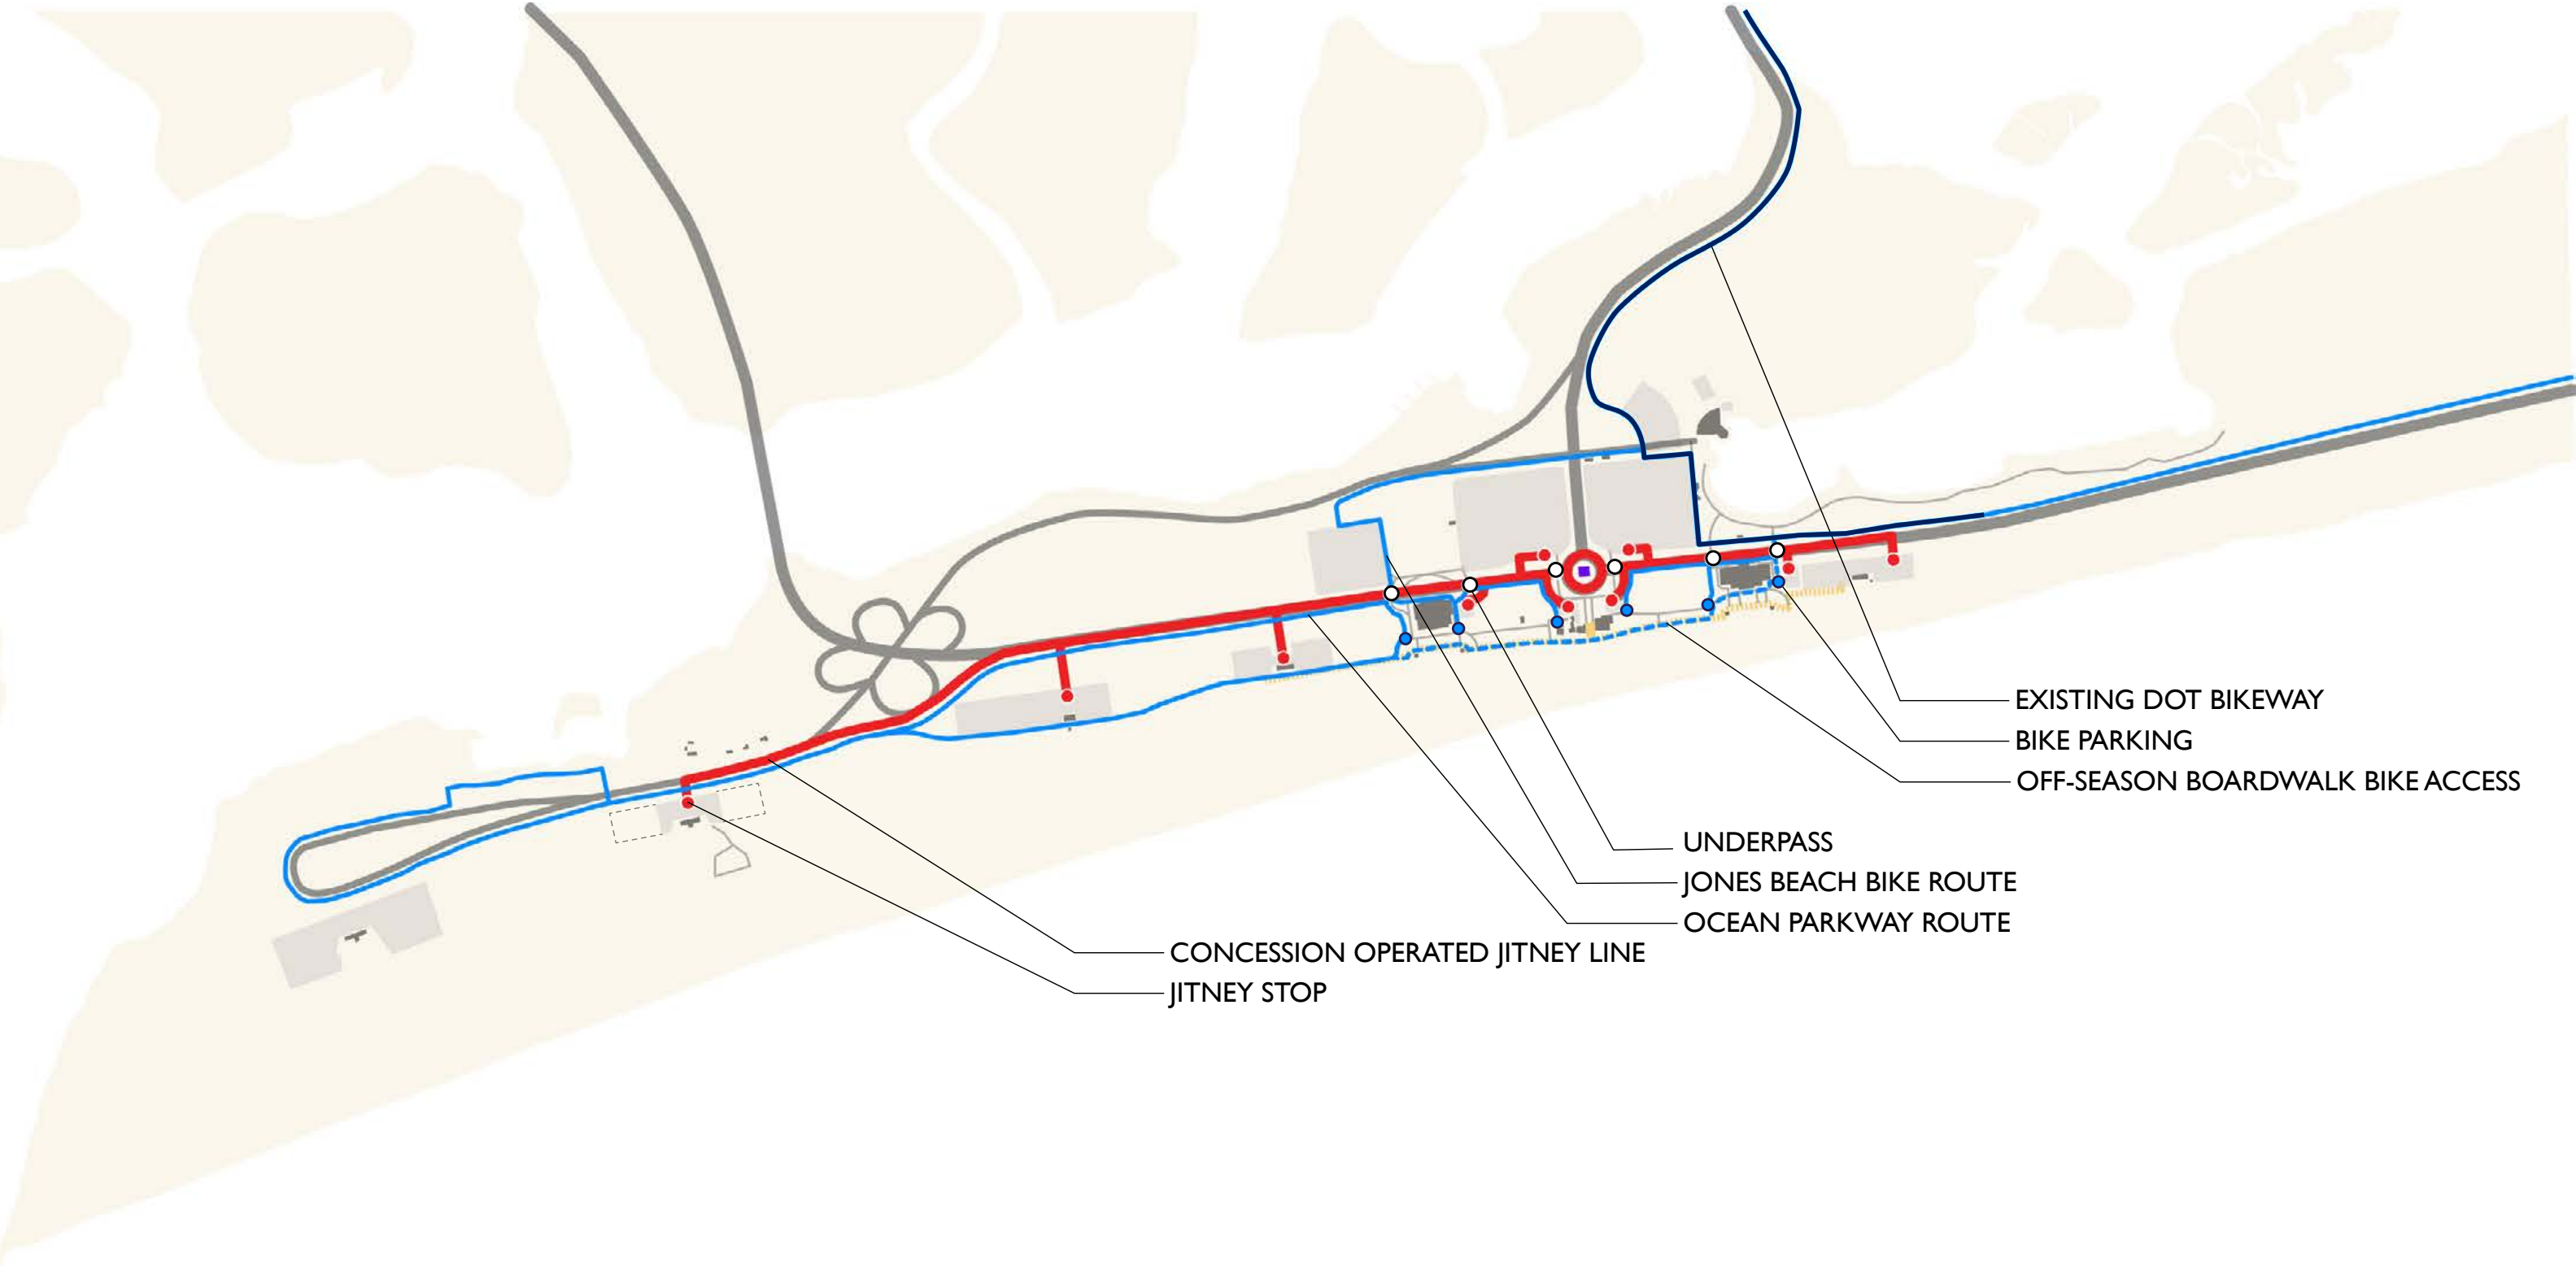 EXISTING DOT BIKEWAY
BIKE PARKING
OFF-SEASON BOARDWALK BIKE ACCESS
UNDERPASS
JONES BEACH BIKE ROUTE
OCEAN PARKWAY ROUTE
CONCESSION OPERATED JITNEY LINE
JITNEY STOP